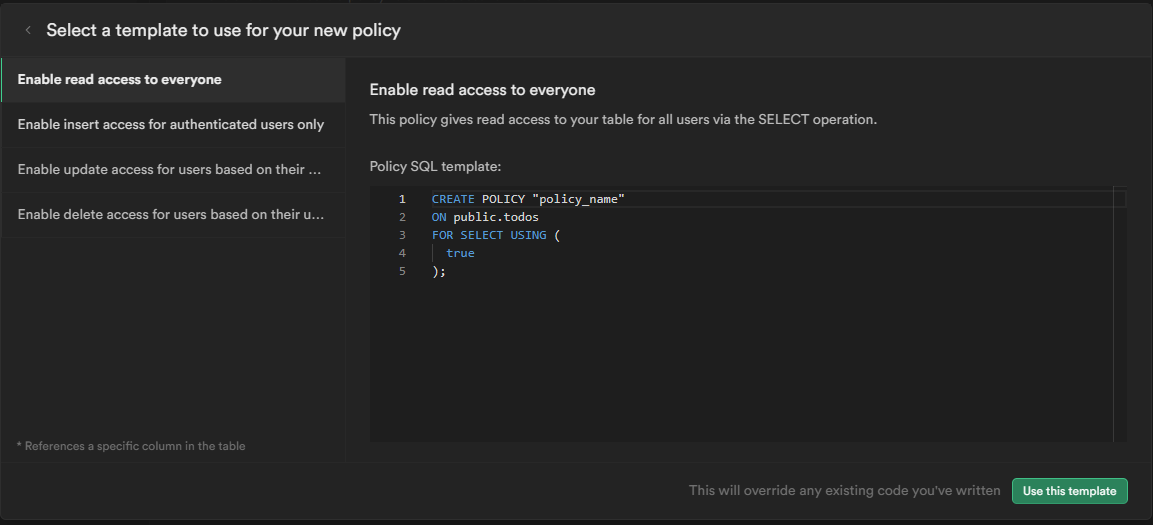 Select a template to use for your new policy
Enable read access to everyone
Enable insert access for authenticated users only
Enable update access for users based on their ...
Enable delete access for users based on their u...
* References a specific column in the table
Enable read access to everyone
This policy gives read access to your table for all users via the SELECT operation.
Policy SQL template:
1 CREATE POLICY "policy_name"
2 ON public.todos
3 FOR SELECT USING (
4 true
5 );
This will override any existing code you've written
Use this template